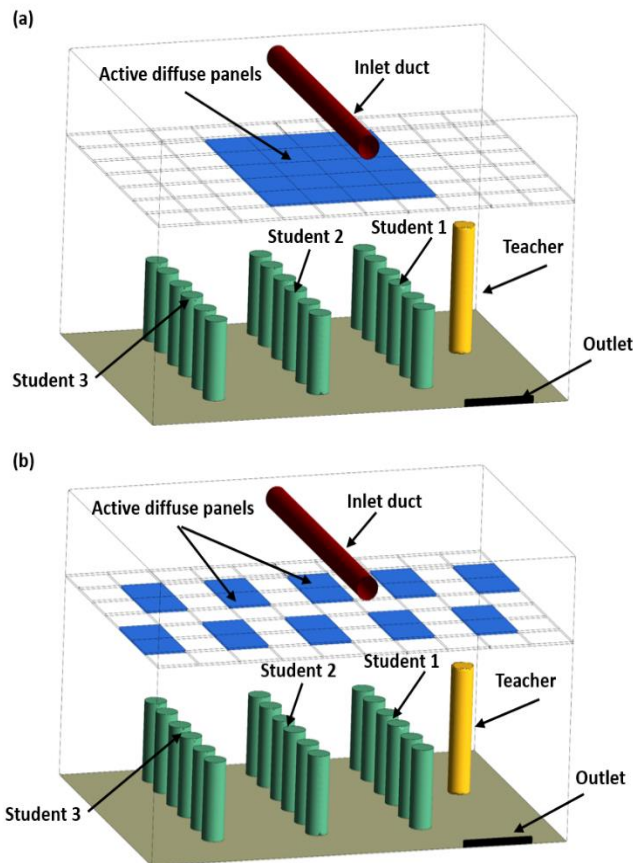 (a)
Active diffuse panels
Inlet duct
Student 2
Student 1
Teacher
Student 3
Outlet
(b)
Active diffuse panels
Inlet duct
Student 2
Student 1
Teacher
Student 3
Outlet